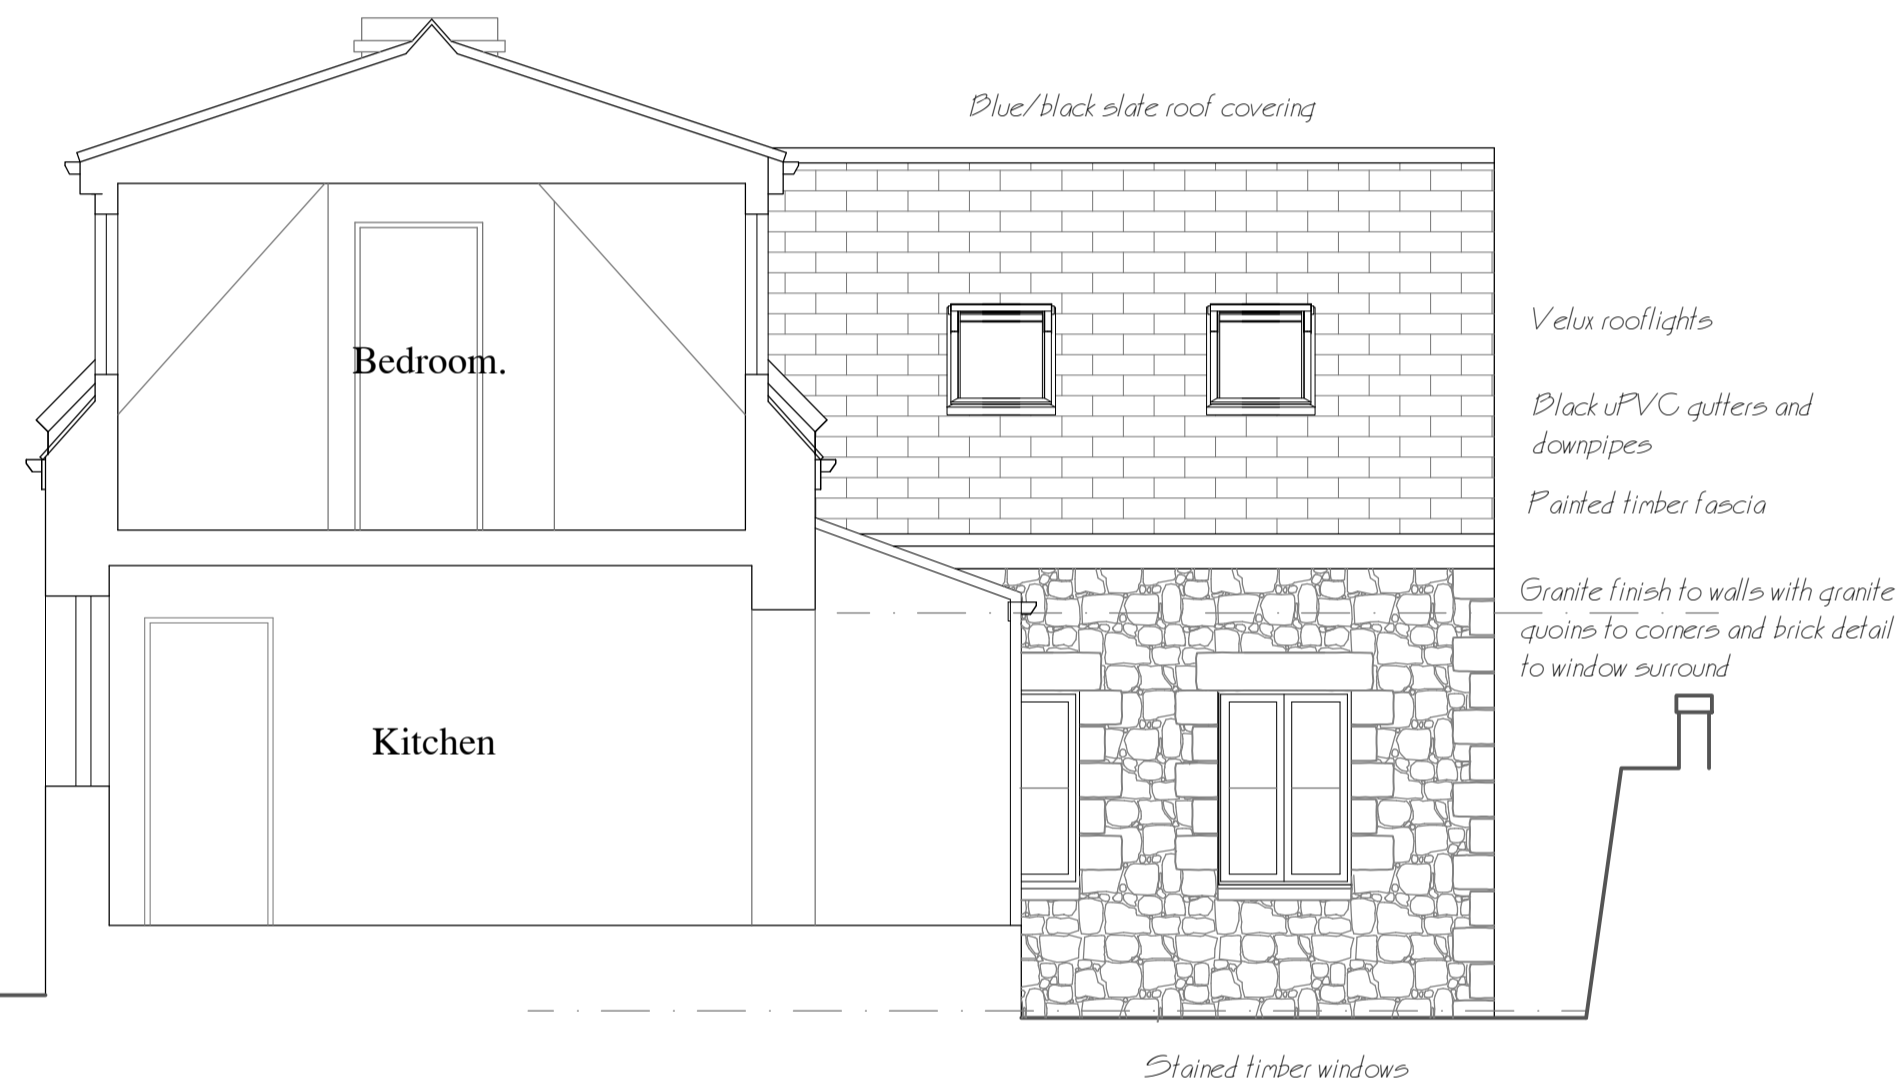 Blue/black slate roof covering
Velux rooflights
Bedroom.
Black uPVC gutters and
downpipes
Painted timber fascia
Granite finish to walls with granite
quoins to corners and brick detail
to window surround
Kitchen
Stained timber windows